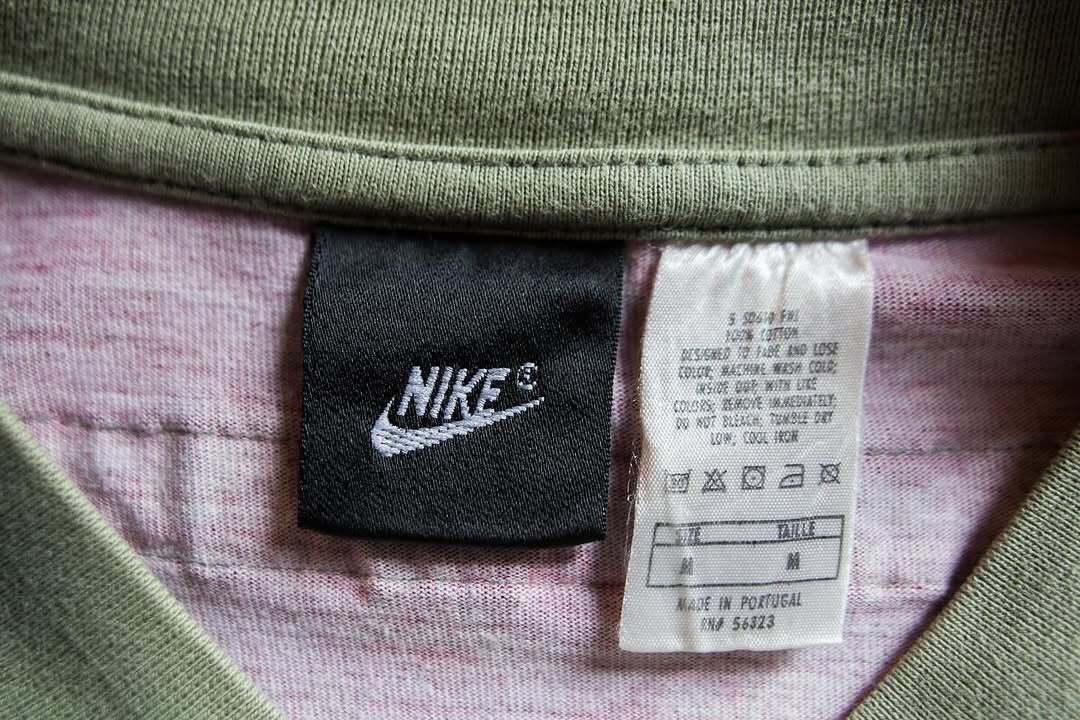 NIKE
100% COTTON
DESIGNED TO FADE AND LOSE
COLOR; MACHINE WASH COLD;
INSIDE OUT; WITH LIKE
COLORS; REMOVE IMMEDIATELY;
DO NOT BLEACH; TUMBLE DRY
LOW, COOL IRON
SIZE TAILLE
M M
MADE IN PORTUGAL
RN# 56323